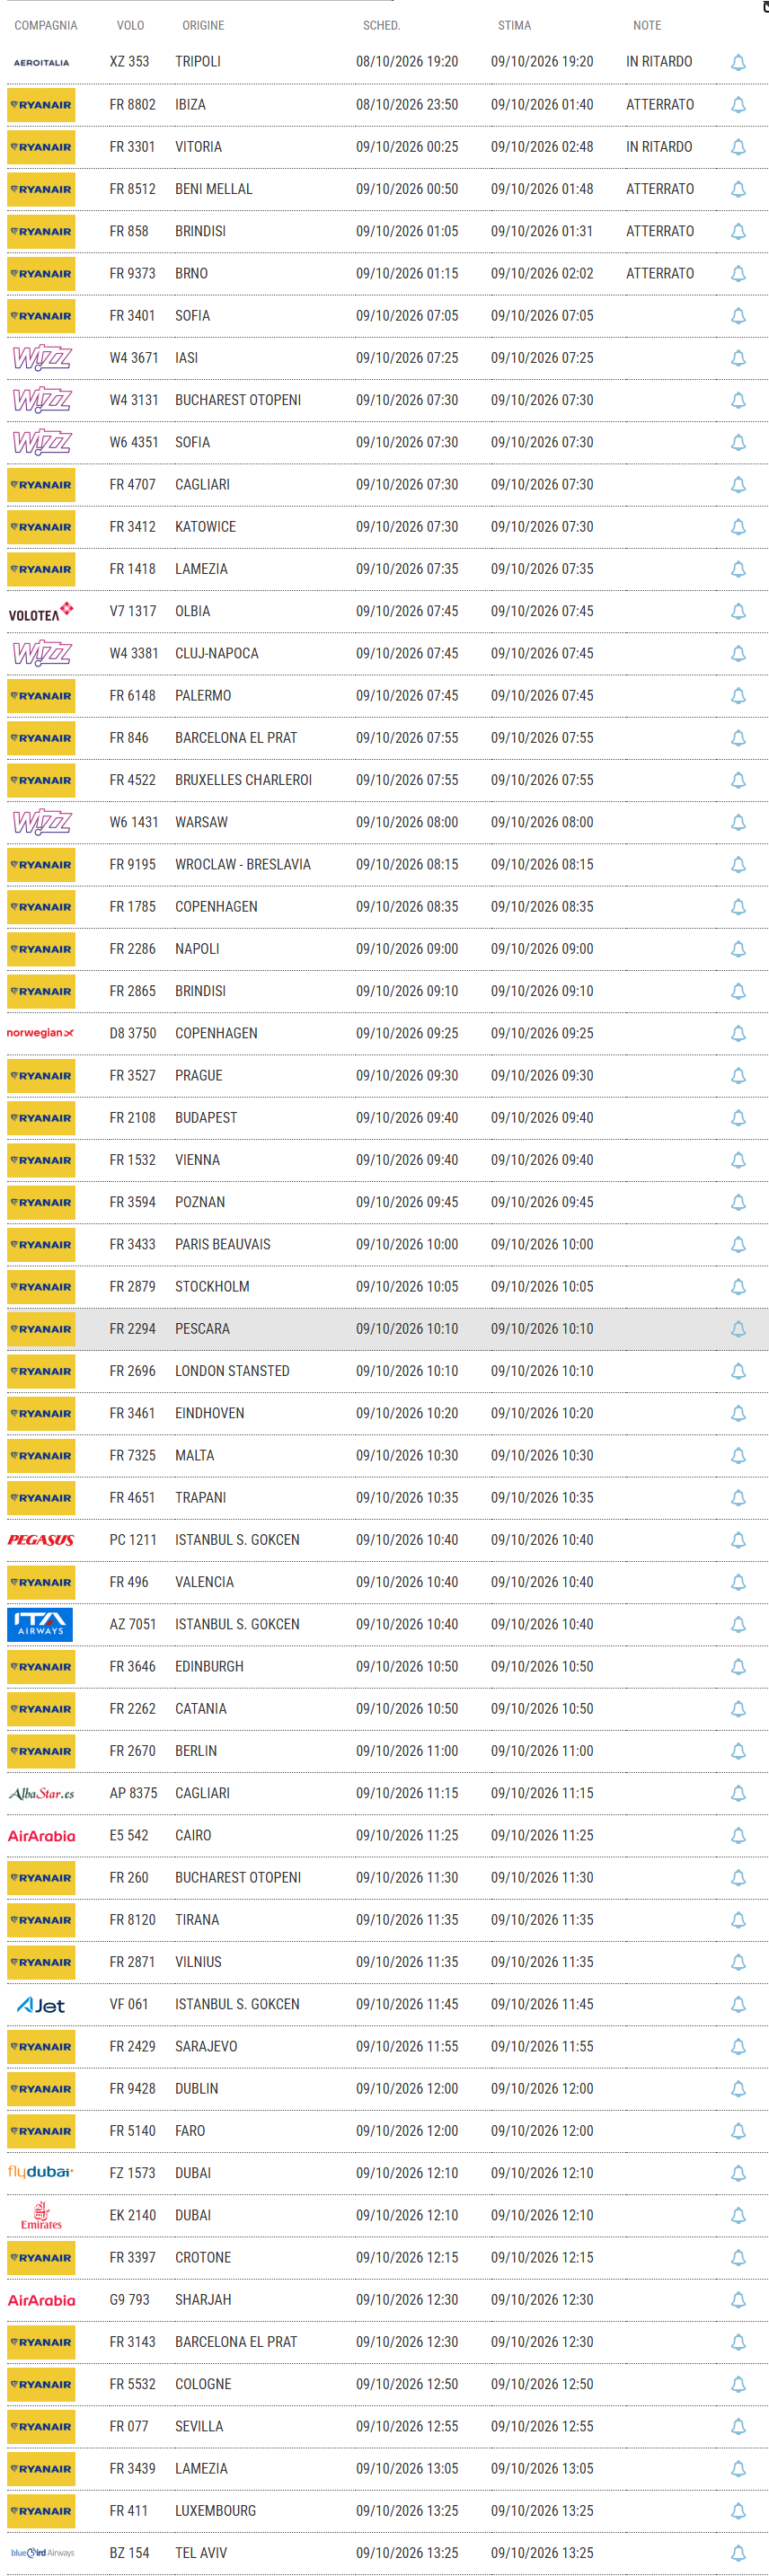 COMPAGNIA VOLO ORIGINE SCHED. STIMA NOTE
AEROITALIA XZ 353 TRIPOLI 08/10/2026 19:20 09/10/2026 19:20 IN RITARDO
RYANAIR FR 8802 IBIZA 08/10/2026 23:50 09/10/2026 01:40 ATTERRATO
RYANAIR FR 3301 VITORIA 09/10/2026 00:25 09/10/2026 02:48 IN RITARDO
RYANAIR FR 8512 BENI MELLAL 09/10/2026 00:50 09/10/2026 01:48 ATTERRATO
RYANAIR FR 858 BRINDISI 09/10/2026 01:05 09/10/2026 01:31 ATTERRATO
RYANAIR FR 9373 BRNO 09/10/2026 01:15 09/10/2026 02:02 ATTERRATO
RYANAIR FR 3401 SOFIA 09/10/2026 07:05 09/10/2026 07:05
WIZZ W4 3671 IASI 09/10/2026 07:25 09/10/2026 07:25
WIZZ W4 3131 BUCHAREST OTOPENI 09/10/2026 07:30 09/10/2026 07:30
WIZZ W6 4351 SOFIA 09/10/2026 07:30 09/10/2026 07:30
RYANAIR FR 4707 CAGLIARI 09/10/2026 07:30 09/10/2026 07:30
RYANAIR FR 3412 KATOWICE 09/10/2026 07:30 09/10/2026 07:30
RYANAIR FR 1418 LAMEZIA 09/10/2026 07:35 09/10/2026 07:35
VOLOTEA V7 1317 OLBIA 09/10/2026 07:45 09/10/2026 07:45
WIZZ W4 3381 CLUJ-NAPOCA 09/10/2026 07:45 09/10/2026 07:45
RYANAIR FR 6148 PALERMO 09/10/2026 07:45 09/10/2026 07:45
RYANAIR FR 846 BARCELONA EL PRAT 09/10/2026 07:55 09/10/2026 07:55
RYANAIR FR 4522 BRUXELLES CHARLEROI 09/10/2026 07:55 09/10/2026 07:55
WIZZ W6 1431 WARSAW 09/10/2026 08:00 09/10/2026 08:00
RYANAIR FR 9195 WROCLAW - BRESLAVIA 09/10/2026 08:15 09/10/2026 08:15
RYANAIR FR 1785 COPENHAGEN 09/10/2026 08:35 09/10/2026 08:35
RYANAIR FR 2286 NAPOLI 09/10/2026 09:00 09/10/2026 09:00
RYANAIR FR 2865 BRINDISI 09/10/2026 09:10 09/10/2026 09:10
norwegian D8 3750 COPENHAGEN 09/10/2026 09:25 09/10/2026 09:25
RYANAIR FR 3527 PRAGUE 09/10/2026 09:30 09/10/2026 09:30
RYANAIR FR 2108 BUDAPEST 09/10/2026 09:40 09/10/2026 09:40
RYANAIR FR 1532 VIENNA 09/10/2026 09:40 09/10/2026 09:40
RYANAIR FR 3594 POZNAN 09/10/2026 09:45 09/10/2026 09:45
RYANAIR FR 3433 PARIS BEAUVAIS 09/10/2026 10:00 09/10/2026 10:00
RYANAIR FR 2879 STOCKHOLM 09/10/2026 10:05 09/10/2026 10:05
RYANAIR FR 2294 PESCARA 09/10/2026 10:10 09/10/2026 10:10
RYANAIR FR 2696 LONDON STANSTED 09/10/2026 10:10 09/10/2026 10:10
RYANAIR FR 3461 EINDHOVEN 09/10/2026 10:20 09/10/2026 10:20
RYANAIR FR 7325 MALTA 09/10/2026 10:30 09/10/2026 10:30
RYANAIR FR 4651 TRAPANI 09/10/2026 10:35 09/10/2026 10:35
PEGASUS PC 1211 ISTANBUL S. GOKCEN 09/10/2026 10:40 09/10/2026 10:40
RYANAIR FR 496 VALENCIA 09/10/2026 10:40 09/10/2026 10:40
ITA AIRWAYS AZ 7051 ISTANBUL S. GOKCEN 09/10/2026 10:40 09/10/2026 10:40
RYANAIR FR 3646 EDINBURGH 09/10/2026 10:50 09/10/2026 10:50
RYANAIR FR 2262 CATANIA 09/10/2026 10:50 09/10/2026 10:50
RYANAIR FR 2670 BERLIN 09/10/2026 11:00 09/10/2026 11:00
AlbaStar.es AP 8375 CAGLIARI 09/10/2026 11:15 09/10/2026 11:15
AirArabia E5 542 CAIRO 09/10/2026 11:25 09/10/2026 11:25
RYANAIR FR 260 BUCHAREST OTOPENI 09/10/2026 11:30 09/10/2026 11:30
RYANAIR FR 8120 TIRANA 09/10/2026 11:35 09/10/2026 11:35
RYANAIR FR 2871 VILNIUS 09/10/2026 11:35 09/10/2026 11:35
AJet VF 061 ISTANBUL S. GOKCEN 09/10/2026 11:45 09/10/2026 11:45
RYANAIR FR 2429 SARAJEVO 09/10/2026 11:55 09/10/2026 11:55
RYANAIR FR 9428 DUBLIN 09/10/2026 12:00 09/10/2026 12:00
RYANAIR FR 5140 FARO 09/10/2026 12:00 09/10/2026 12:00
flydubai FZ 1573 DUBAI 09/10/2026 12:10 09/10/2026 12:10
Emirates EK 2140 DUBAI 09/10/2026 12:10 09/10/2026 12:10
RYANAIR FR 3397 CROTONE 09/10/2026 12:15 09/10/2026 12:15
AirArabia G9 793 SHARJAH 09/10/2026 12:30 09/10/2026 12:30
RYANAIR FR 3143 BARCELONA EL PRAT 09/10/2026 12:30 09/10/2026 12:30
RYANAIR FR 5532 COLOGNE 09/10/2026 12:50 09/10/2026 12:50
RYANAIR FR 077 SEVILLA 09/10/2026 12:55 09/10/2026 12:55
RYANAIR FR 3439 LAMEZIA 09/10/2026 13:05 09/10/2026 13:05
RYANAIR FR 411 LUXEMBOURG 09/10/2026 13:25 09/10/2026 13:25
blueBird Airways BZ 154 TEL AVIV 09/10/2026 13:25 09/10/2026 13:25